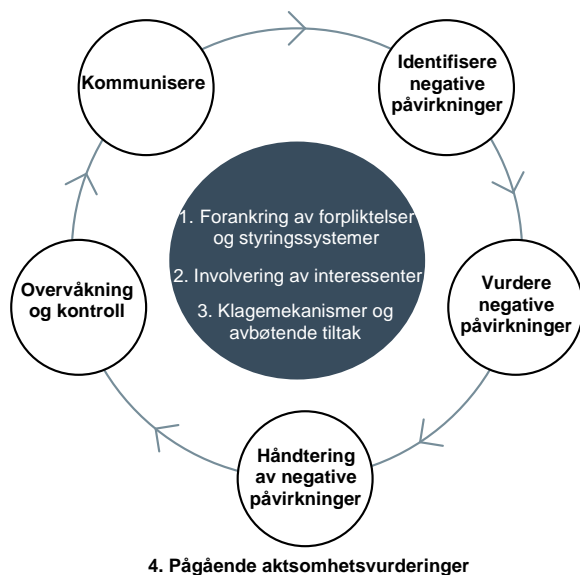 Kommunisere
Identifisere
negative
påvirkninger
1. Forankring av forpliktelser
og styringssystemer
2. Involvering av interessenter
3. Klagemekanismer og
avbøtende tiltak
Overvåkning
og kontroll
Vurdere
negative
påvirkninger
Håndtering
av negative
påvirkninger
4. Pågående aktsomhetsvurderinger